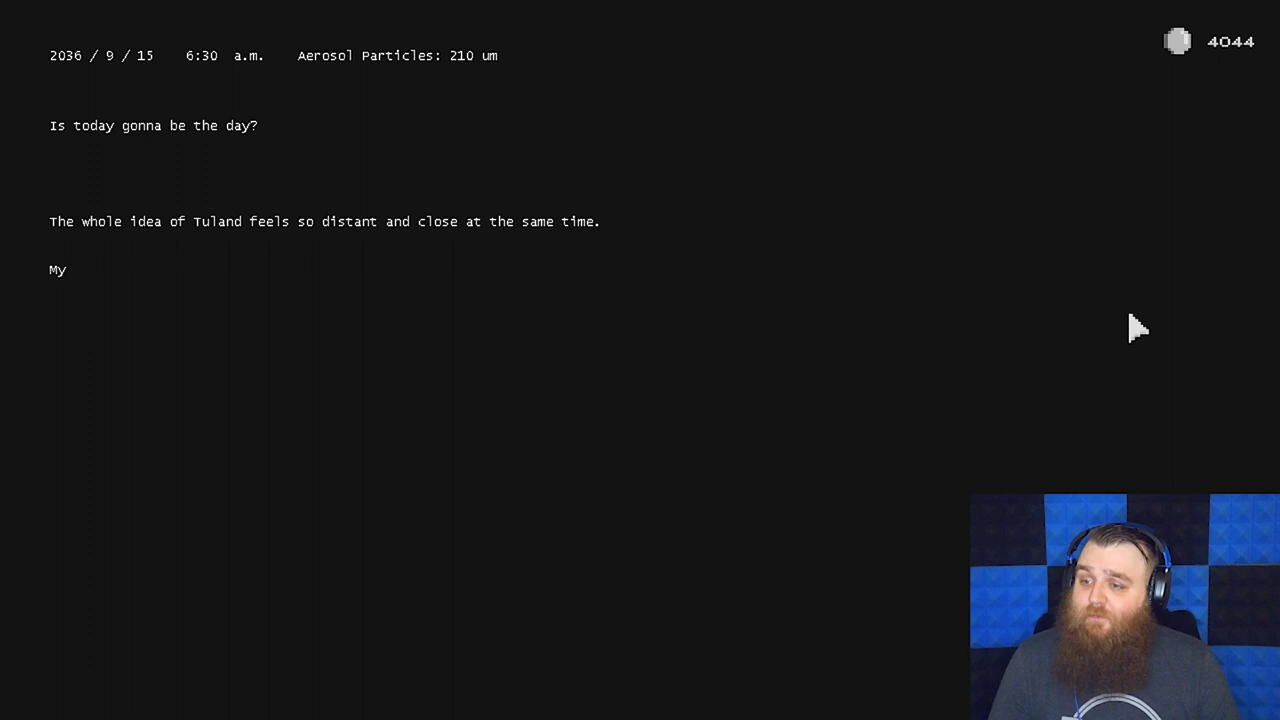 2036 / 9 / 15 6:30 a.m. Aerosol Particles: 210 um
4044
Is today gonna be the day?
The whole idea of Tuland feels so distant and close at the same time.
My